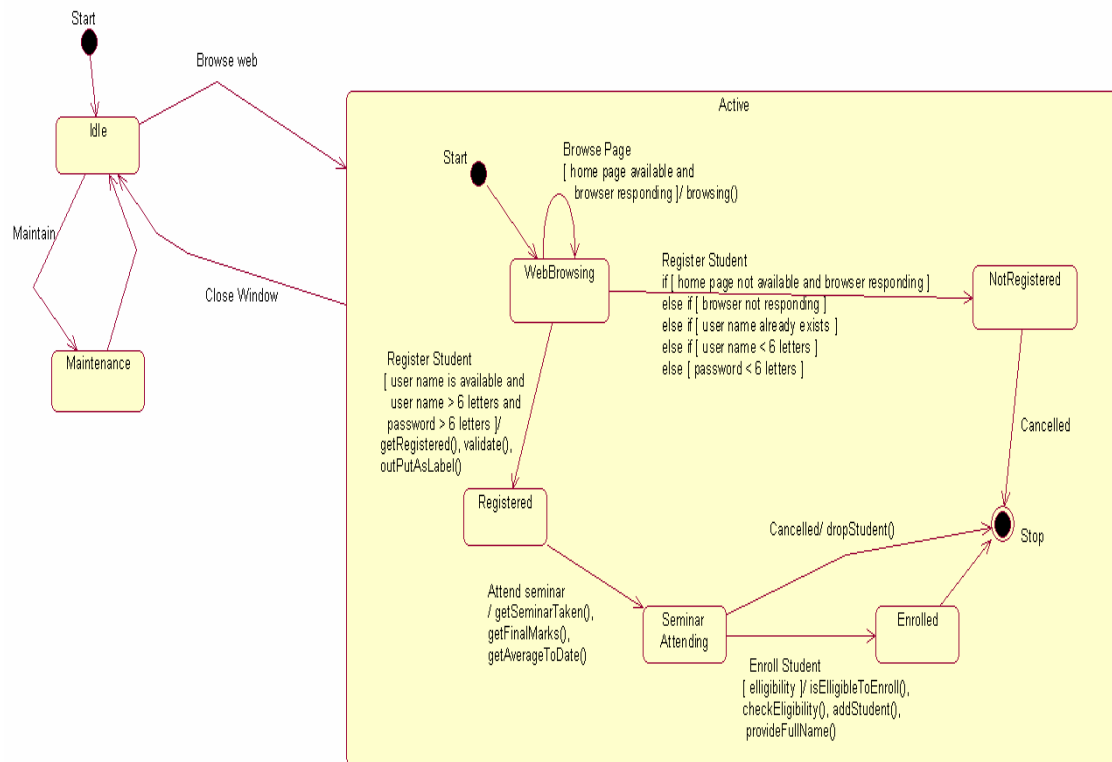 Start
Browse web
Idle
Maintain
Maintenance
Close Window
Active
Start
Browse Page
[ home page available and
browser responding ]/ browsing()
WebBrowsing
Register Student
if [ home page not available and browser responding ]
else if [ browser not responding ]
else if [ user name already exists ]
else if [ user name < 6 letters ]
else [ password < 6 letters ]
NotRegistered
Register Student
[ user name is available and
user name > 6 letters and
password > 6 letters ]/
getRegistered(), validate(),
outPutAsLabel()
Cancelled
Registered
Cancelled/ dropStudent()
Stop
Attend seminar
/ getSeminarTaken(),
getFinalMarks(),
getAverageToDate()
Seminar
Attending
Enrolled
Enroll Student
[ elligibility ]/ isElligibleToEnroll(),
checkEligibility(), addStudent(),
provideFullName()